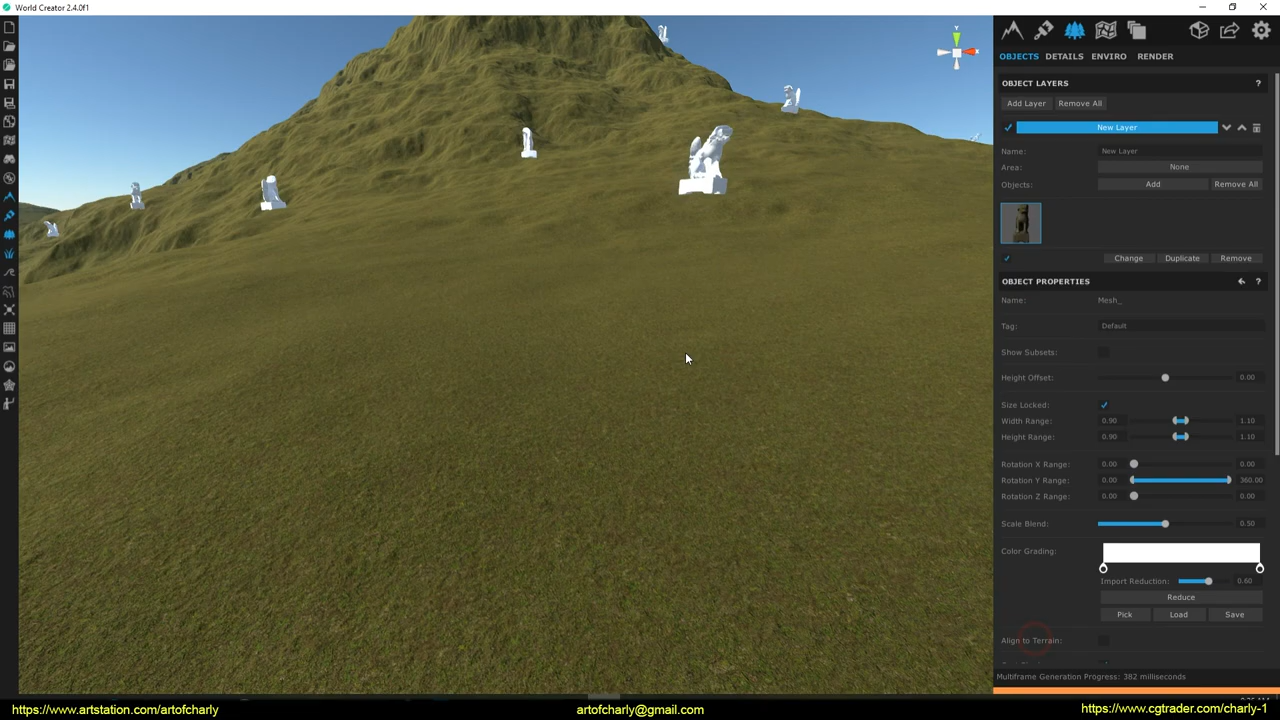 World Creator 2.4.0f1
Y
OBJECTS DETAILS ENVIRO RENDER
OBJECT LAYERS ?
Add Layer Remove All
New Layer
Name: New Layer
Area: None
Objects: Add Remove All
Change Duplicate Remove
OBJECT PROPERTIES ?
Name: Mesh_
Tag: Default
Show Subsets:
Height Offset: 0.00
Size Locked:
Width Range: 0.90 1.10
Height Range: 0.90 1.10
Rotation X Range: 0.00 0.00
Rotation Y Range: 0.00 360.00
Rotation Z Range: 0.00 0.00
Scale Blend: 0.50
Color Grading:
Import Reduction: 0.60
Reduce
Pick Load Save
Align to Terrain:
Multiframe Generation Progress: 382 milliseconds
https://www.artstation.com/artofcharly artofcharly@gmail.com https://www.cgtrader.com/charly-1